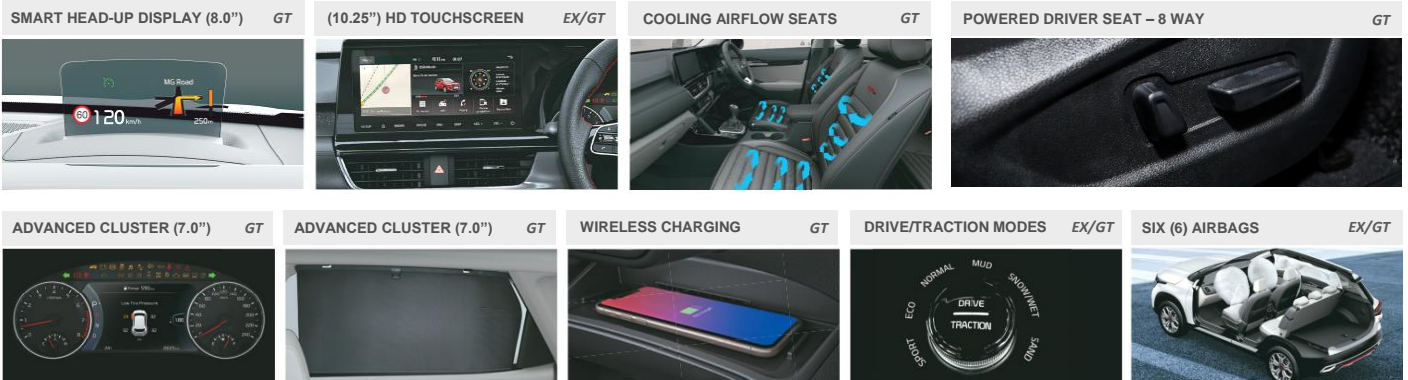 SMART HEAD-UP DISPLAY (8.0”) GT
(10.25”) HD TOUCHSCREEN EX/GT
COOLING AIRFLOW SEATS GT
POWERED DRIVER SEAT – 8 WAY GT
MG Road
60 120 km/h
250m
ADVANCED CLUSTER (7.0”) GT
ADVANCED CLUSTER (7.0”) GT
WIRELESS CHARGING GT
DRIVE/TRACTION MODES EX/GT
SIX (6) AIRBAGS EX/GT
Low Tire Pressure
SPORT
ECO
NORMAL
MUD
SNOW/WET
SAND
DRIVE
TRACTION